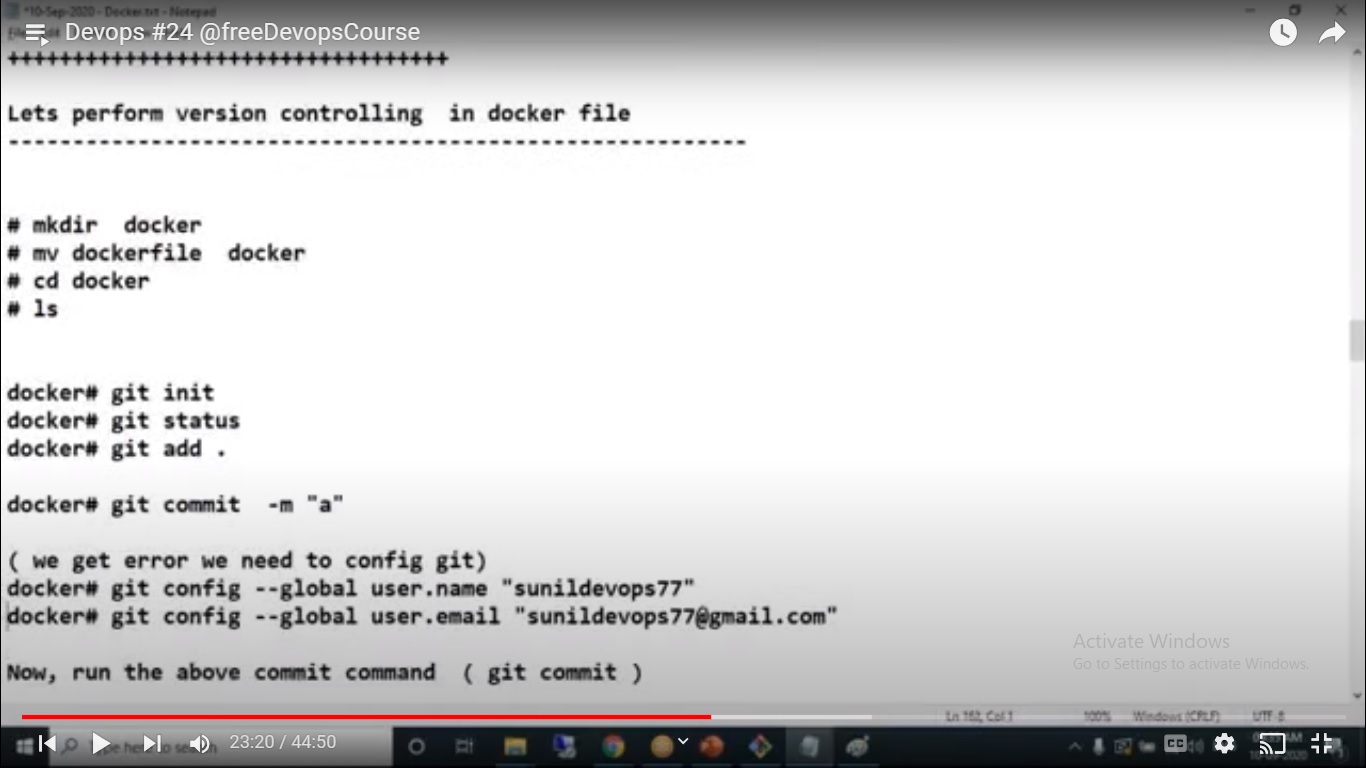 *10-Sep-2020 - Docker.txt - Notepad
Devops #24 @freeDevopsCourse
++++++++++++++++++++++++++++++++++
Lets perform version controlling  in docker file
---------------------------------------------------------
# mkdir  docker
# mv dockerfile  docker
# cd docker
# ls
docker# git init
docker# git status
docker# git add .
docker# git commit  -m "a"
( we get error we need to config git)
docker# git config --global user.name "sunildevops77"
docker# git config --global user.email "sunildevops77@gmail.com"
Now, run the above commit command  ( git commit )
Activate Windows
Go to Settings to activate Windows.
Ln 162, Col 1 100% Windows (CRLF) UTF-8
23:20 / 44:50
CC
10-09-2020